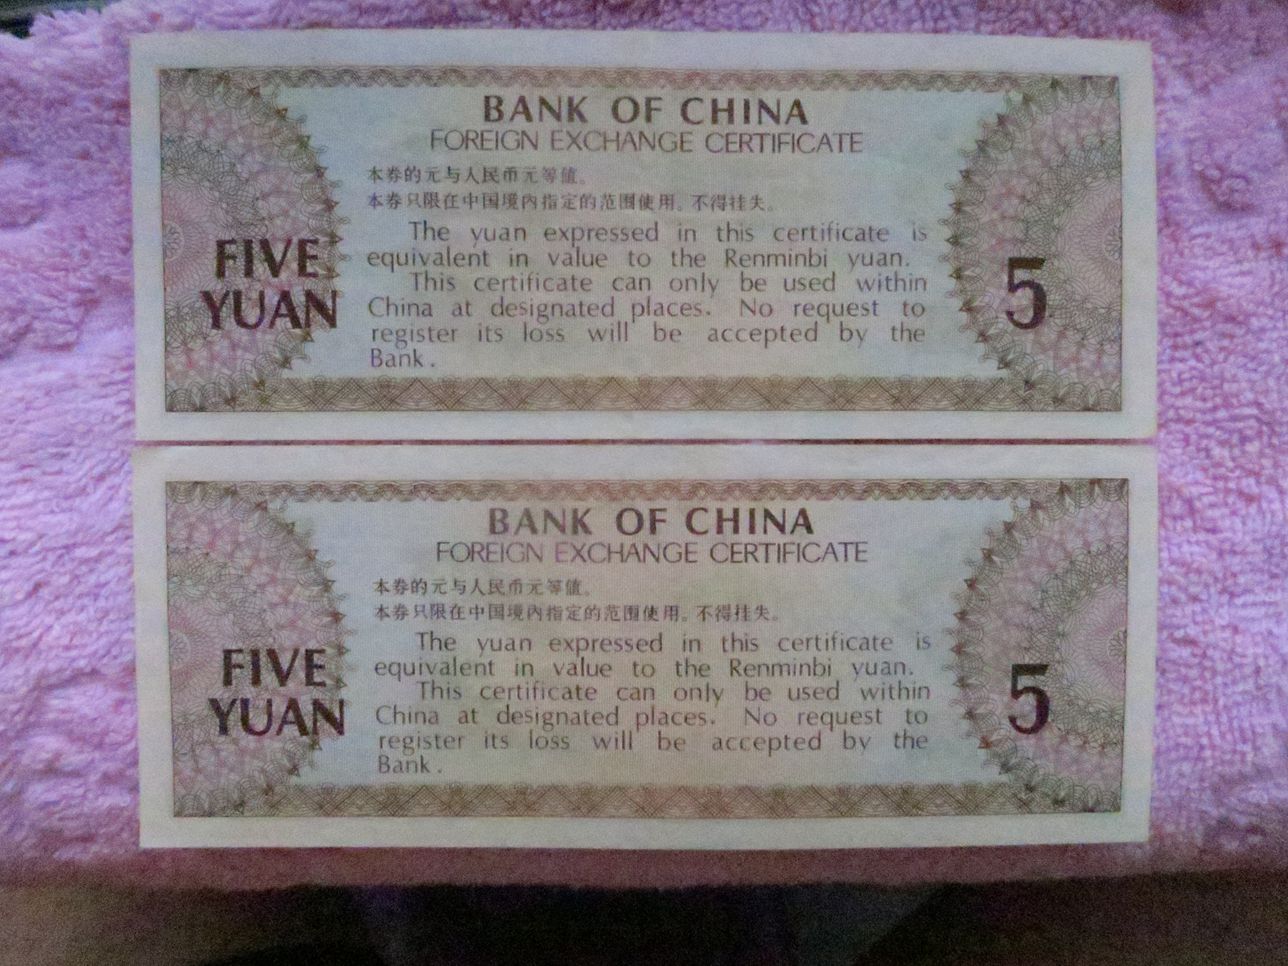 BANK OF CHINA
FOREIGN EXCHANGE CERTIFICATE
本券的元与人民币元等值。
本券只限在中国境内指定的范围使用。不得挂失。
The yuan expressed in this certificate is
equivalent in value to the Renminbi yuan.
This certificate can only be used within
China at designated places. No request to
register its loss will be accepted by the
Bank.
FIVE
YUAN
5
BANK OF CHINA
FOREIGN EXCHANGE CERTIFICATE
本券的元与人民币元等值。
本券只限在中国境内指定的范围使用。不得挂失。
The yuan expressed in this certificate is
equivalent in value to the Renminbi yuan.
This certificate can only be used within
China at designated places. No request to
register its loss will be accepted by the
Bank.
FIVE
YUAN
5